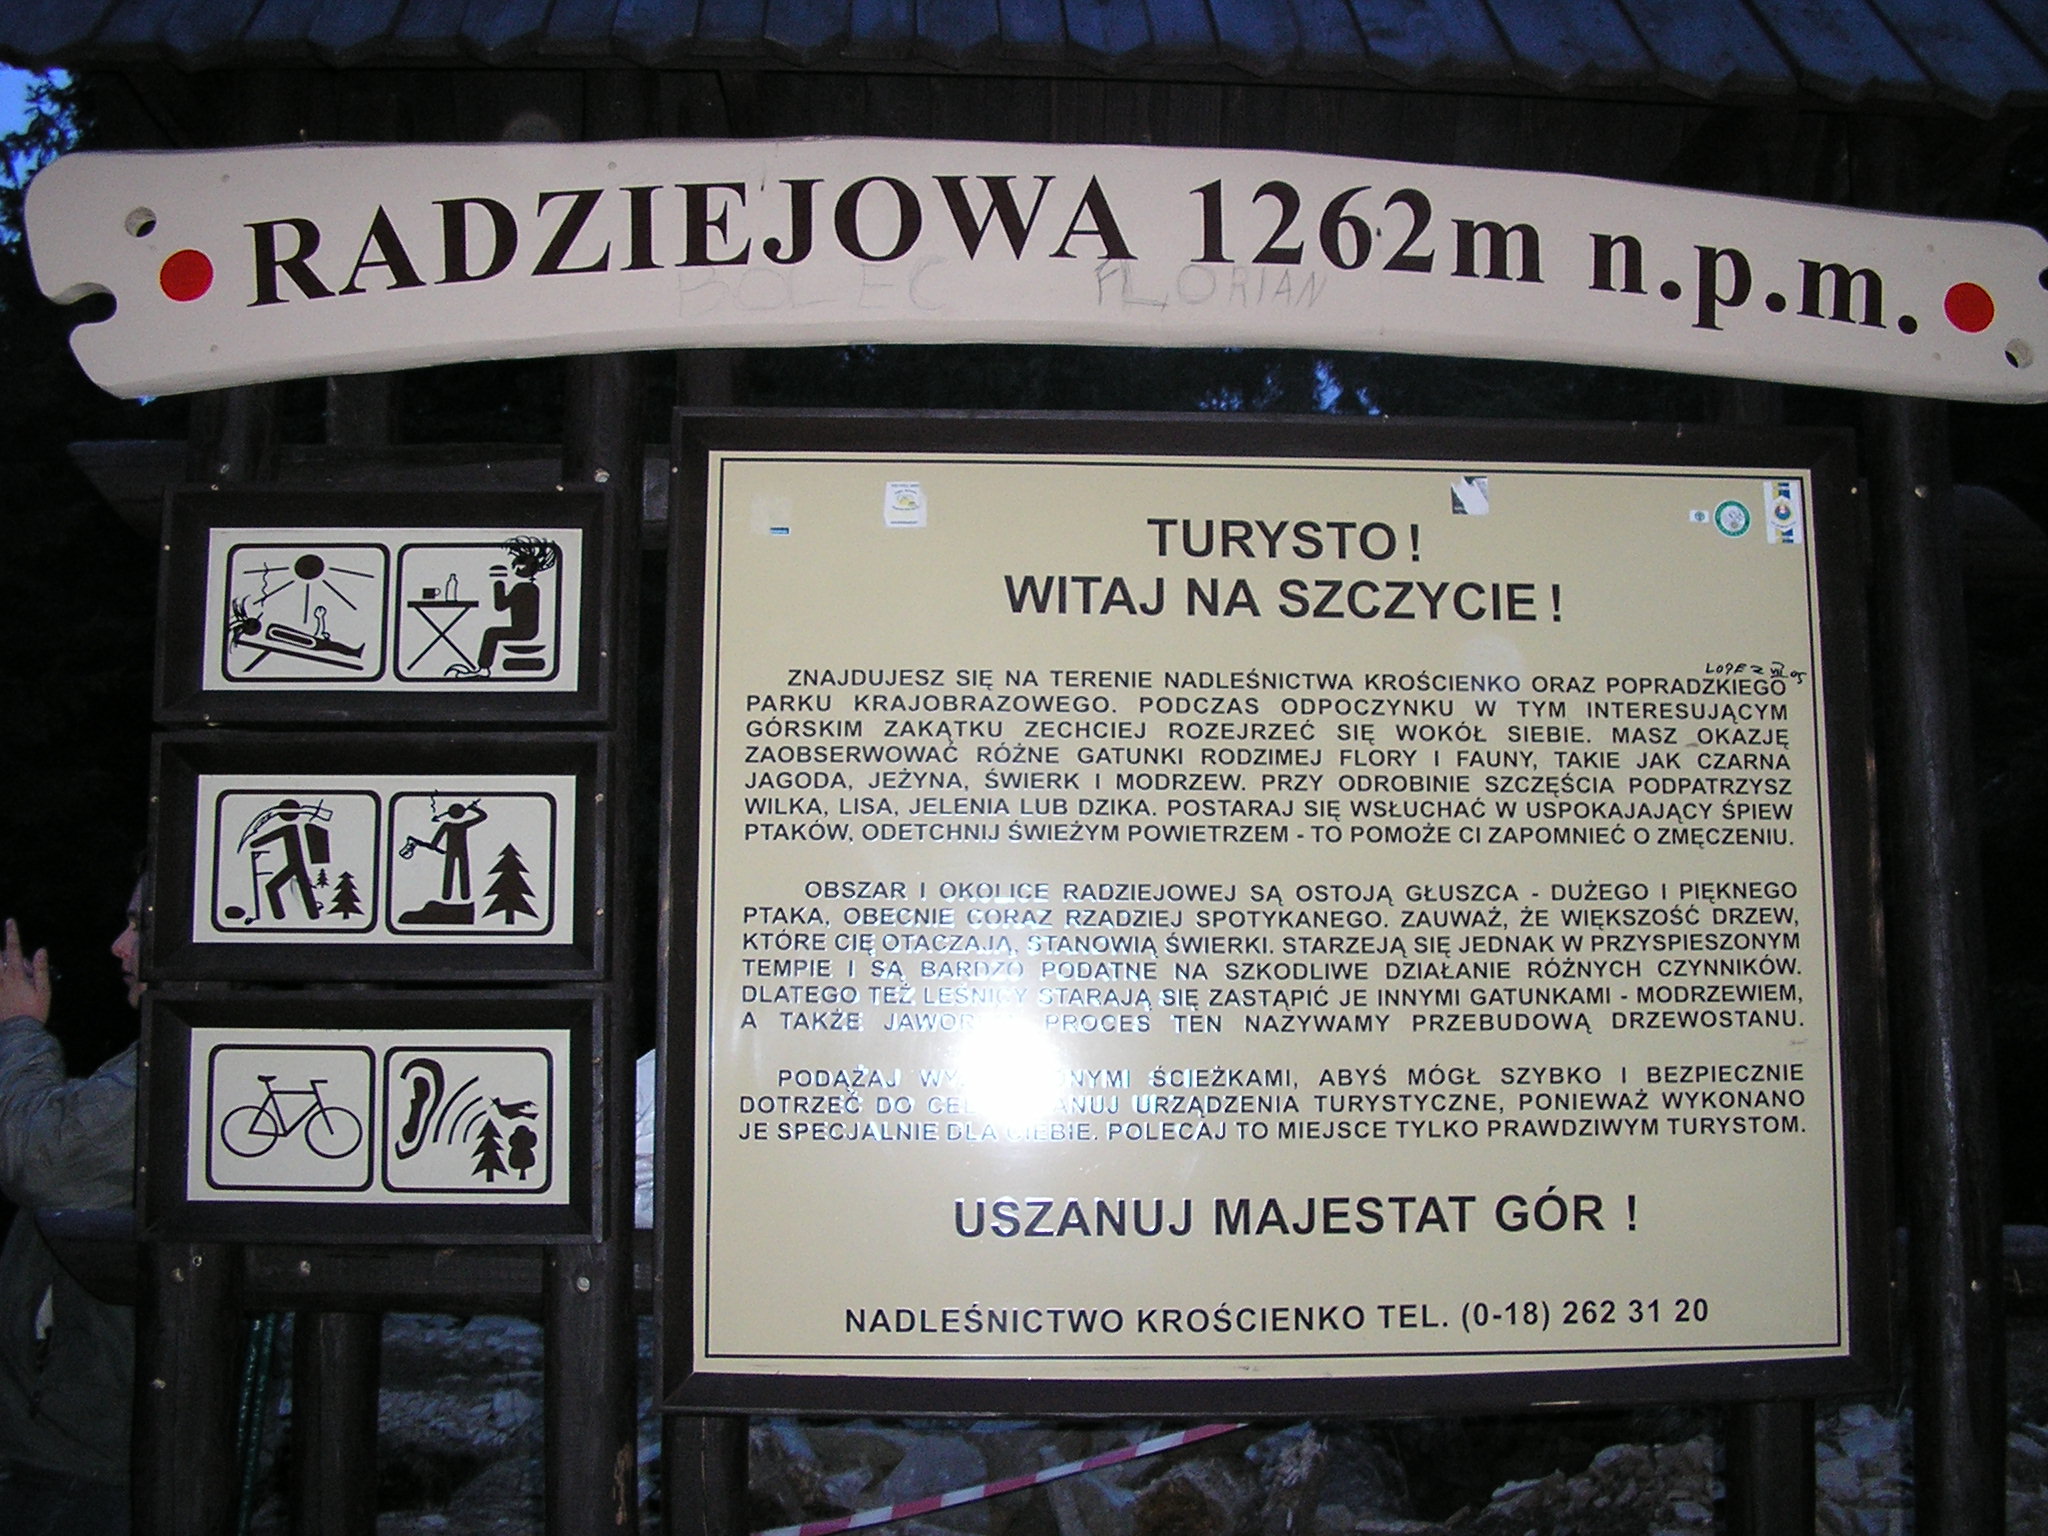 RADZIEJOWA 1262m n.p.m.
BOLEC FLORIAN
TURYSTO!
WITAJ NA SZCZYCIE!
LOPEZ VII 05
ZNAJDUJESZ SIĘ NA TERENIE NADLEŚNICTWA KROŚCIENKO ORAZ POPRADZKIEGO
PARKU KRAJOBRAZOWEGO. PODCZAS ODPOCZYNKU W TYM INTERESUJĄCYM
GÓRSKIM ZAKĄTKU ZECHCIEJ ROZEJRZEĆ SIĘ WOKÓŁ SIEBIE. MASZ OKAZJĘ
ZAOBSERWOWAĆ RÓŻNE GATUNKI RODZIMEJ FLORY I FAUNY, TAKIE JAK CZARNA
JAGODA, JEŻYNA, ŚWIERK I MODRZEW. PRZY ODROBINIE SZCZĘŚCIA PODPATRZYSZ
WILKA, LISA, JELENIA LUB DZIKA. POSTARAJ SIĘ WSŁUCHAĆ W USPOKAJAJĄCY ŚPIEW
PTAKÓW, ODETCHNIJ ŚWIEŻYM POWIETRZEM - TO POMOŻE CI ZAPOMNIEĆ O ZMĘCZENIU.
OBSZAR I OKOLICE RADZIEJOWEJ SĄ OSTOJĄ GŁUSZCA - DUŻEGO I PIĘKNEGO
PTAKA, OBECNIE CORAZ RZADZIEJ SPOTYKANEGO. ZAUWAŻ, ŻE WIĘKSZOŚĆ DRZEW,
KTÓRE CIĘ OTACZAJĄ, STANOWIĄ ŚWIERKI. STARZEJĄ SIĘ JEDNAK W PRZYSPIESZONYM
TEMPIE I SĄ BARDZO PODATNE NA SZKODLIWE DZIAŁANIE RÓŻNYCH CZYNNIKÓW.
DLATEGO TEŻ LEŚNICY STARAJĄ SIĘ ZASTĄPIĆ JE INNYMI GATUNKAMI - MODRZEWIEM,
A TAKŻE PROCES TEN NAZYWAMY PRZEBUDOWĄ DRZEWOSTANU.
PODĄŻAJ ŚCIEŻKAMI, ABYŚ MÓGŁ SZYBKO I BEZPIECZNIE
DOTRZEĆ DO URZĄDZENIA TURYSTYCZNE, PONIEWAŻ WYKONANO
JE SPECJALNIE DLA CIEBIE. POLECAJ TO MIEJSCE TYLKO PRAWDZIWYM TURYSTOM.
USZANUJ MAJESTAT GÓR !
NADLEŚNICTWO KROŚCIENKO TEL. (0-18) 262 31 20